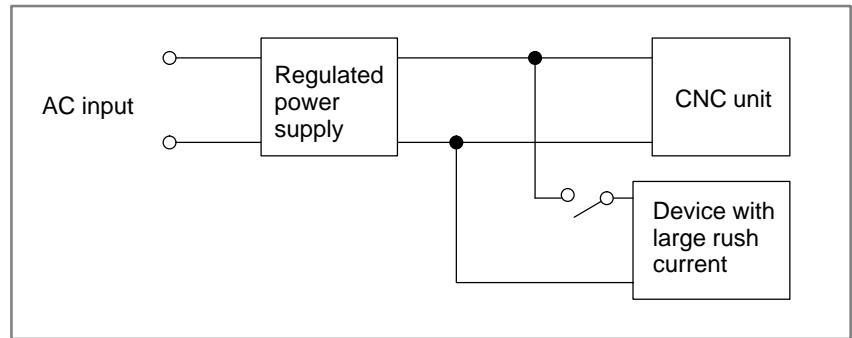 AC input
Regulated
power
supply
CNC unit
Device with
large rush
current